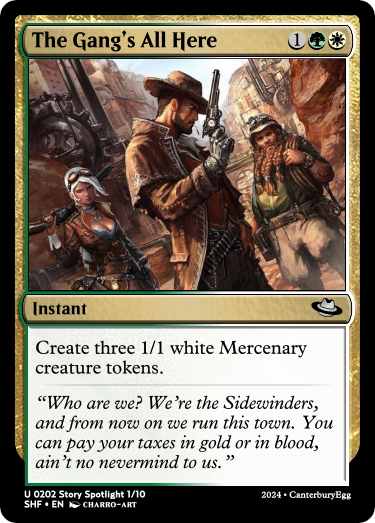 The Gang's All Here 1
Instant
Create three 1/1 white Mercenary
creature tokens.
"Who are we? We're the Sidewinders,
and from now on we run this town. You
can pay your taxes in gold or in blood,
ain't no nevermind to us."
U 0202 Story Spotlight 1/10
SHF • EN CHARRO-ART
2024 • CanterburyEgg